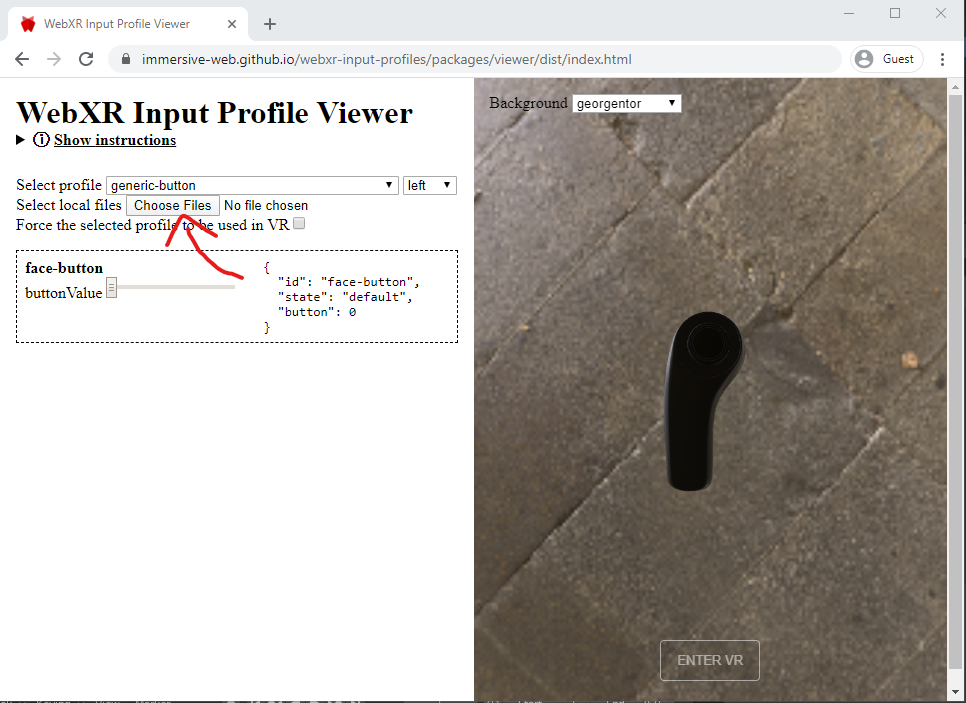 WebXR Input Profile Viewer
immersive-web.github.io/webxr-input-profiles/packages/viewer/dist/index.html
Guest
WebXR Input Profile Viewer
Show instructions
Select profile generic-button left
Select local files Choose Files No file chosen
Force the selected profile to be used in VR
face-button
buttonValue
{
"id": "face-button",
"state": "default",
"button": 0
}
Background georgentor
ENTER VR